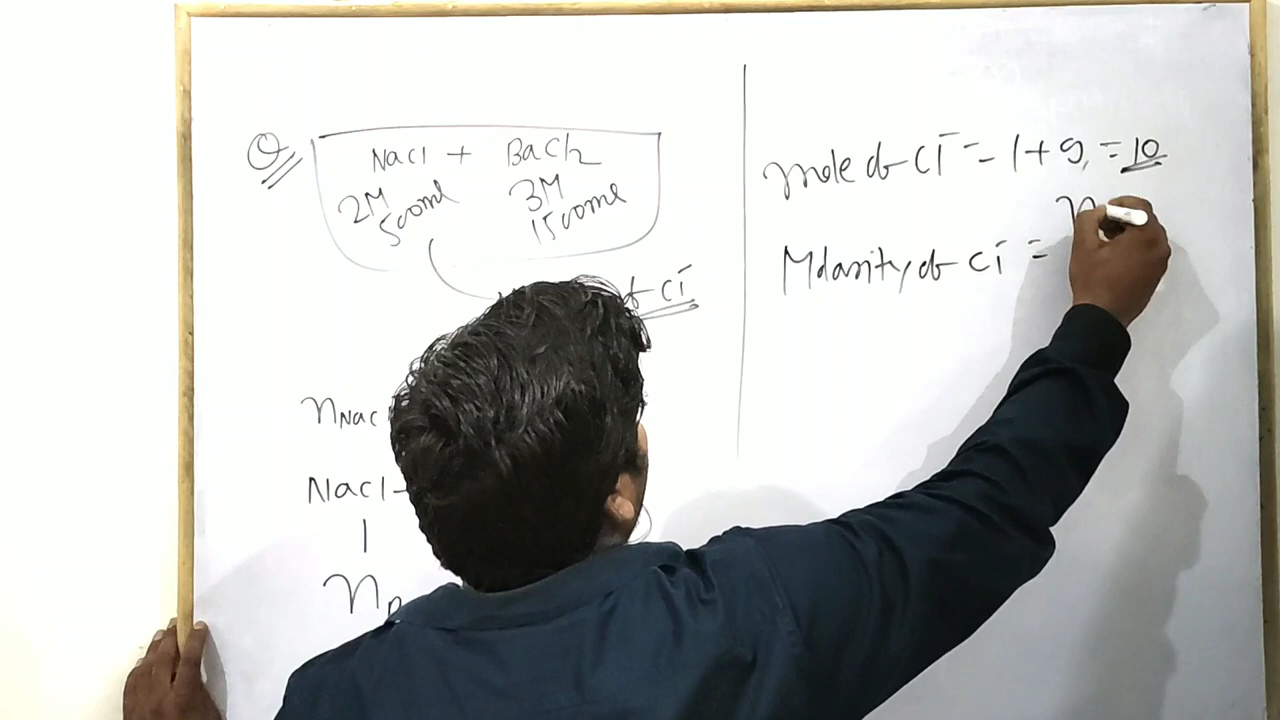 Q
NaCl + BaCl2
2M 3M
500ml 1500ml
of Cl-
nNaCl
NaCl
1
n
mole of Cl- = 1 + 9 = 10
n
Molarity of Cl- =